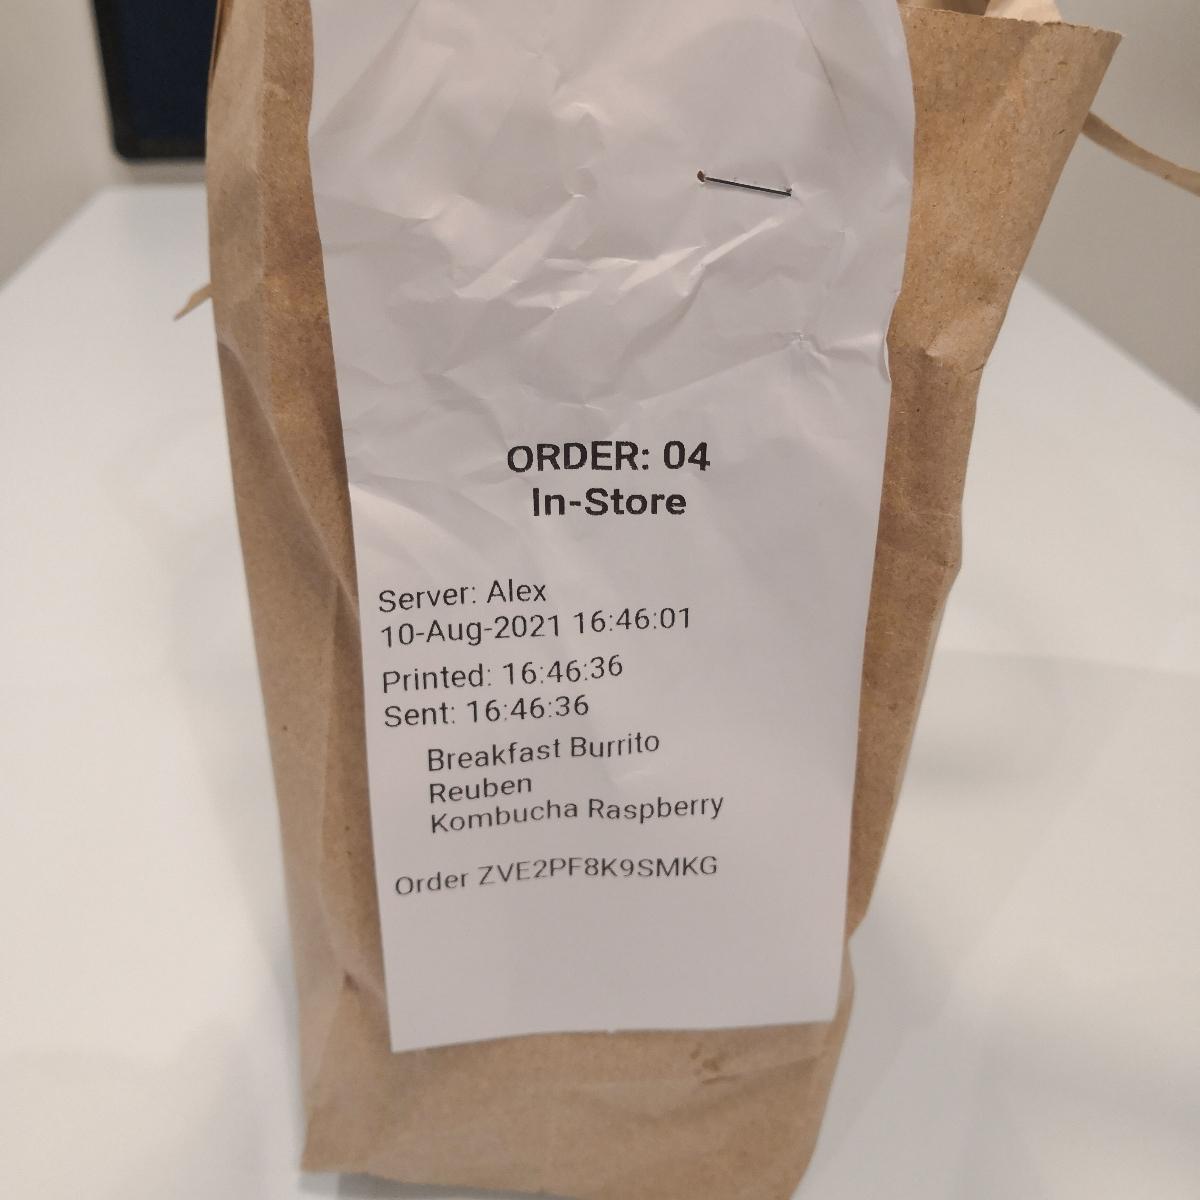 ORDER: 04
In-Store
Server: Alex
10-Aug-2021 16:46:01
Printed: 16:46:36
Sent: 16:46:36
Breakfast Burrito
Reuben
Kombucha Raspberry
Order ZVE2PF8K9SMKG